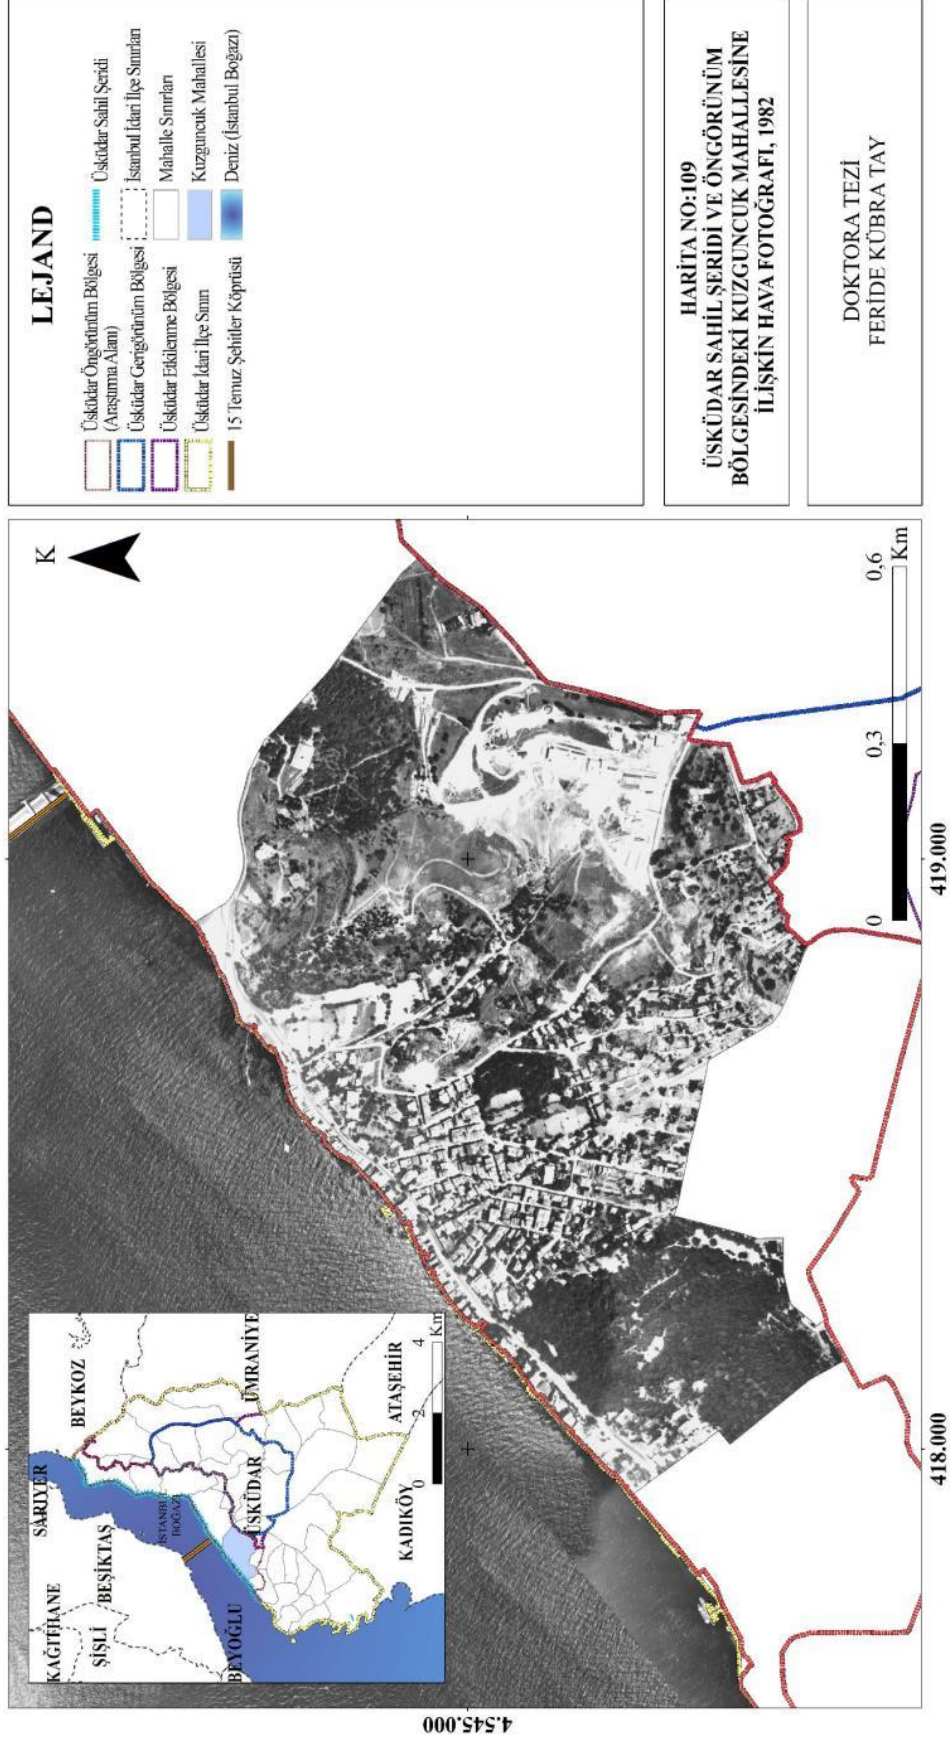 KAĞITHANE
SARIYER
BEYKOZ
ŞİŞLİ
BEŞİKTAŞ
İSTANBUL
BOĞAZI
BEYOĞLU
ÜSKÜDAR
ÜMRANİYE
KADIKÖY
ATAŞEHİR
0 2 4
Km
K
4.545.000
418.000
419.000
0 0,3 0,6
Km
LEJAND
Üsküdar Öngörünüm Bölgesi
(Araştırma Alanı)
Üsküdar Gerigörünüm Bölgesi
Üsküdar Etkilenme Bölgesi
Üsküdar İdari İlçe Sınırı
15 Temuz Şehitler Köprüsü
Üsküdar Sahil Şeridi
İstanbul İdari İlçe Sınırları
Mahalle Sınırları
Kuzguncuk Mahallesi
Deniz (İstanbul Boğazı)
HARİTA NO:109
ÜSKÜDAR SAHİL ŞERİDİ VE ÖNGÖRÜNÜM
BÖLGESİNDEKİ KUZGUNCUK MAHALLESİNE
İLİŞKİN HAVA FOTOĞRAFI, 1982
DOKTORA TEZİ
FERİDE KÜBRA TAY